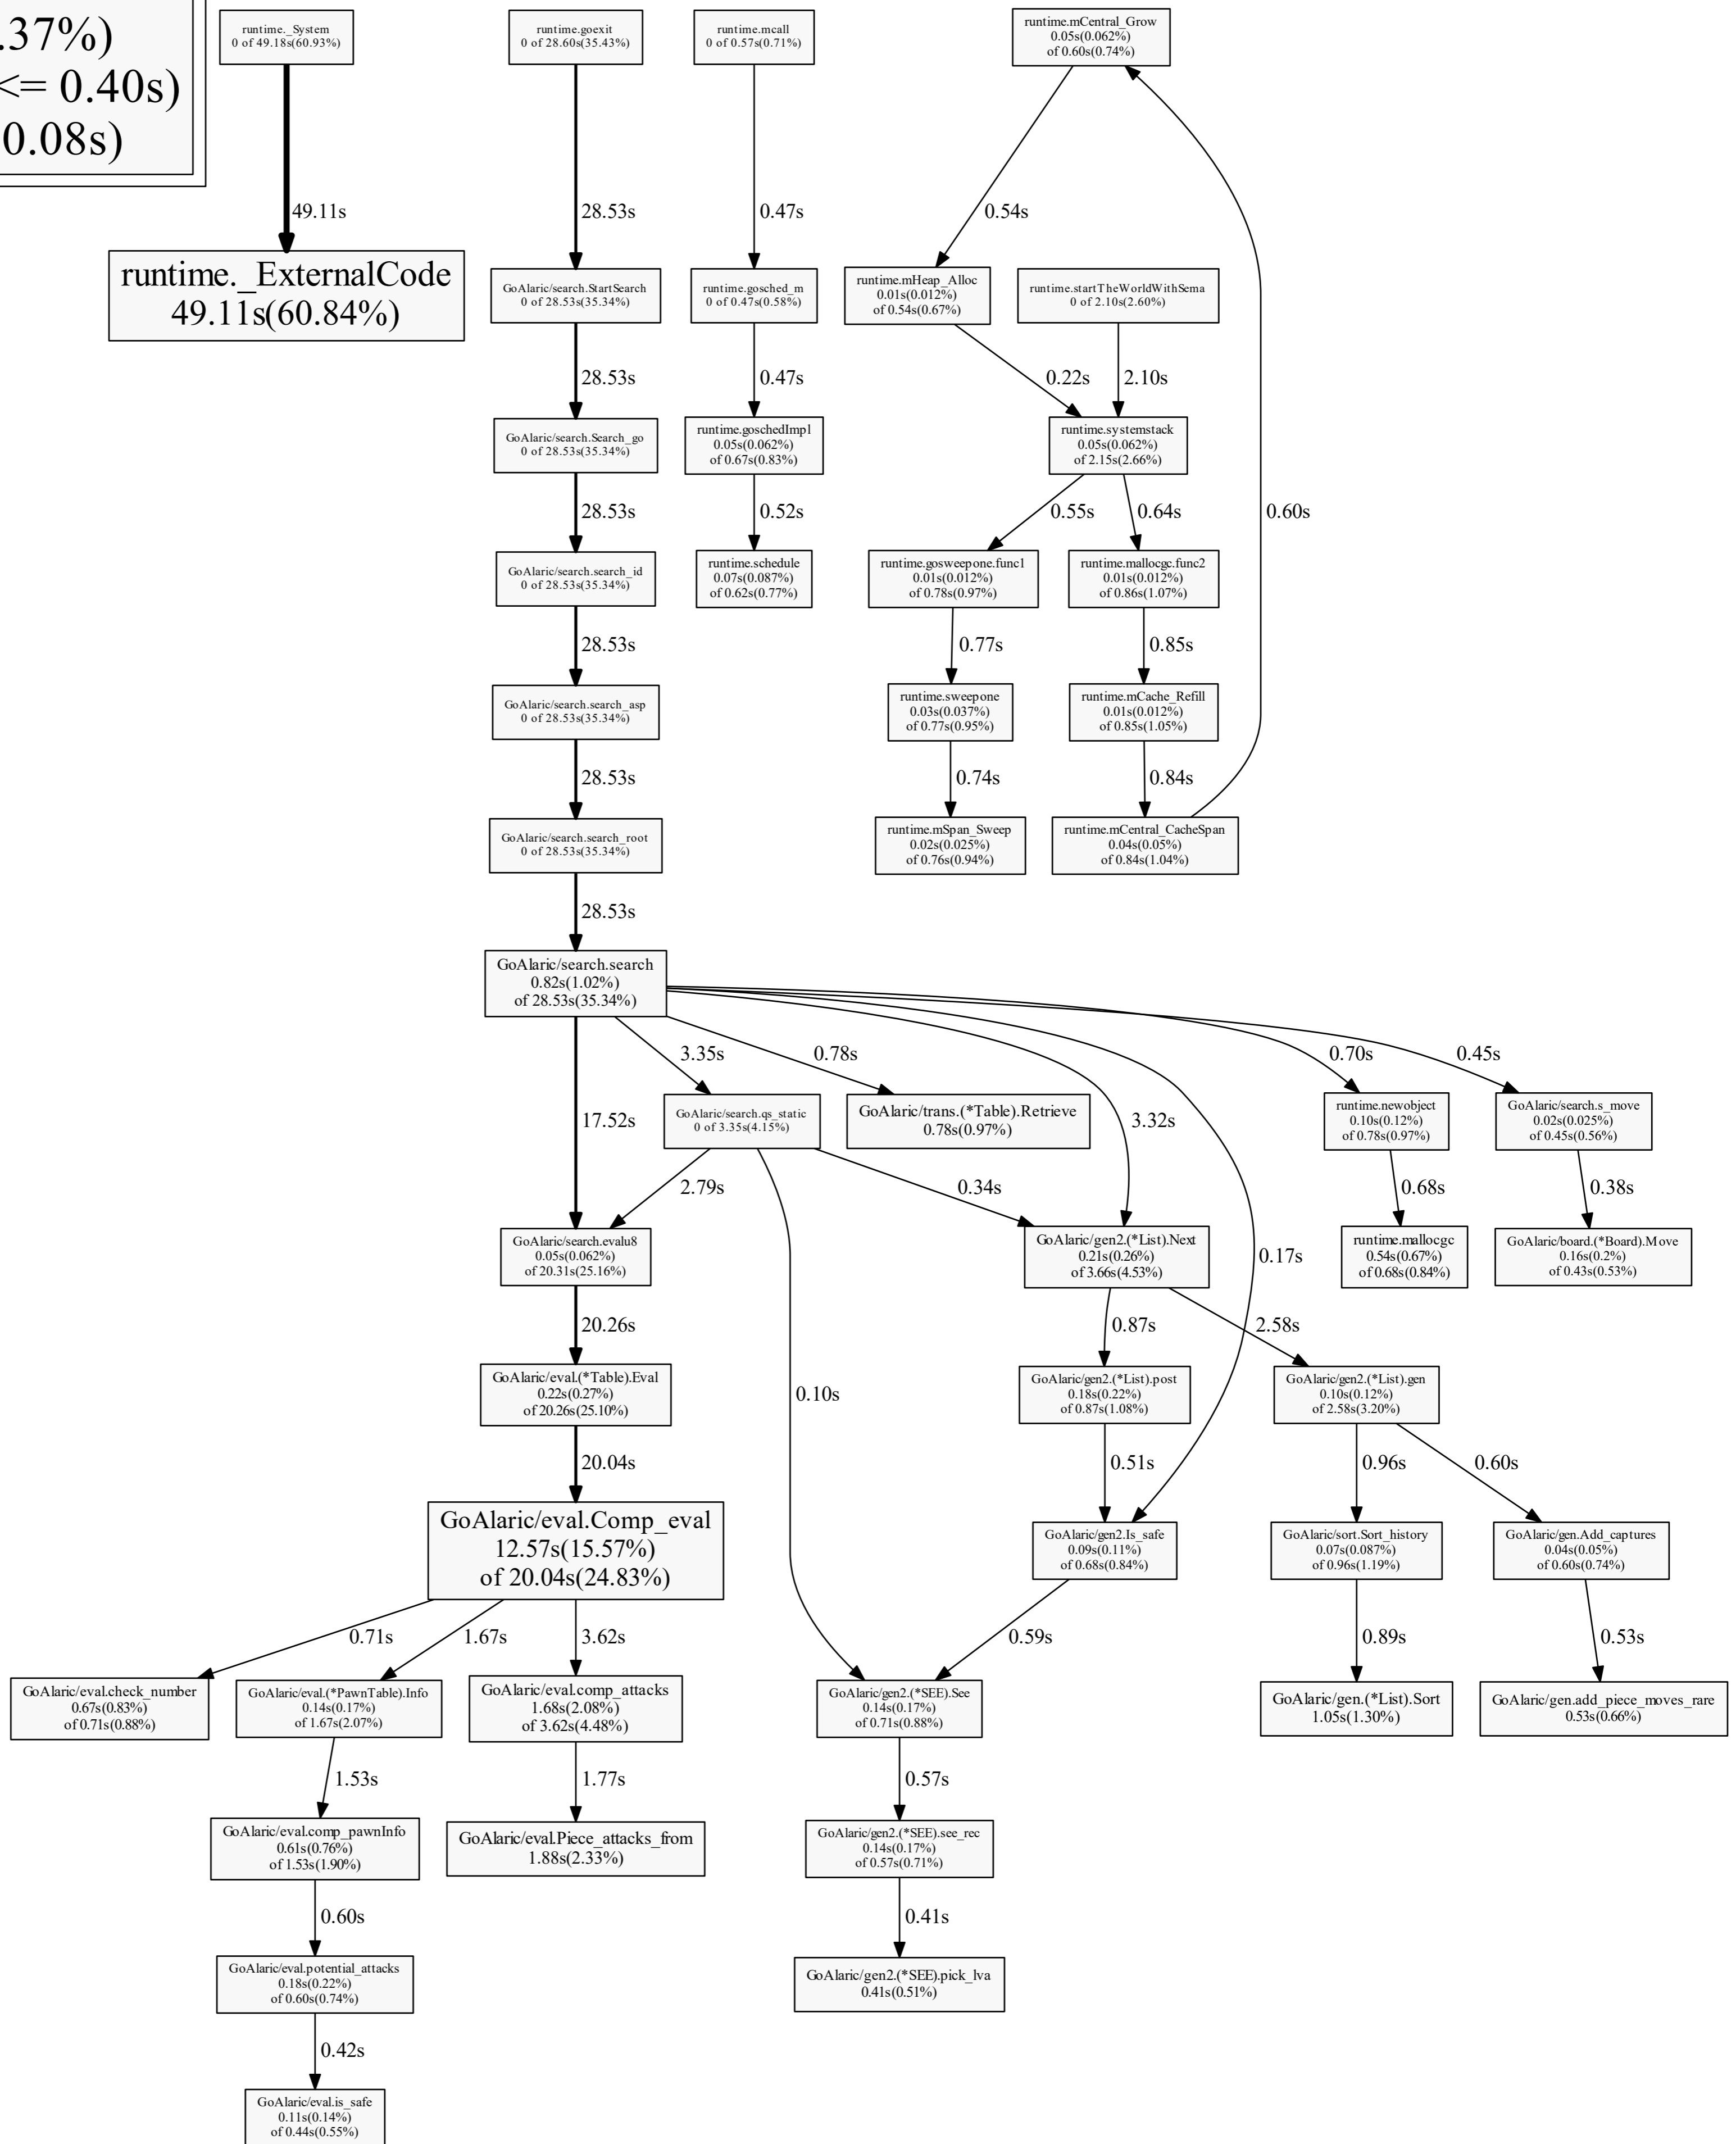 .37%)
<= 0.40s)
0.08s)
runtime._System
0 of 49.18s(60.93%)
runtime.goexit
0 of 28.60s(35.43%)
runtime.mcall
0 of 0.57s(0.71%)
runtime.mCentral_Grow
0.05s(0.062%)
of 0.60s(0.74%)
49.11s
28.53s
0.47s
0.54s
runtime._ExternalCode
49.11s(60.84%)
GoAlaric/search.StartSearch
0 of 28.53s(35.34%)
runtime.gosched_m
0 of 0.47s(0.58%)
runtime.mHeap_Alloc
0.01s(0.012%)
of 0.54s(0.67%)
runtime.startTheWorldWithSema
0 of 2.10s(2.60%)
28.53s
0.47s
0.22s
2.10s
GoAlaric/search.Search_go
0 of 28.53s(35.34%)
runtime.goschedImpl
0.05s(0.062%)
of 0.67s(0.83%)
runtime.systemstack
0.05s(0.062%)
of 2.15s(2.66%)
28.53s
0.52s
0.55s
0.64s
0.60s
GoAlaric/search.search_id
0 of 28.53s(35.34%)
runtime.schedule
0.07s(0.087%)
of 0.62s(0.77%)
runtime.gosweepone.func1
0.01s(0.012%)
of 0.78s(0.97%)
runtime.mallocgc.func2
0.01s(0.012%)
of 0.86s(1.07%)
28.53s
0.77s
0.85s
GoAlaric/search.search_asp
0 of 28.53s(35.34%)
runtime.sweepone
0.03s(0.037%)
of 0.77s(0.95%)
runtime.mCache_Refill
0.01s(0.012%)
of 0.85s(1.05%)
28.53s
0.74s
0.84s
GoAlaric/search.search_root
0 of 28.53s(35.34%)
runtime.mSpan_Sweep
0.02s(0.025%)
of 0.76s(0.94%)
runtime.mCentral_CacheSpan
0.04s(0.05%)
of 0.84s(1.04%)
28.53s
GoAlaric/search.search
0.82s(1.02%)
of 28.53s(35.34%)
3.35s
0.78s
0.70s
0.45s
17.52s
GoAlaric/search.qs_static
0 of 3.35s(4.15%)
GoAlaric/trans.(*Table).Retrieve
0.78s(0.97%)
3.32s
runtime.newobject
0.10s(0.12%)
of 0.78s(0.97%)
GoAlaric/search.s_move
0.02s(0.025%)
of 0.45s(0.56%)
2.79s
0.34s
0.68s
0.38s
GoAlaric/search.evalu8
0.05s(0.062%)
of 20.31s(25.16%)
GoAlaric/gen2.(*List).Next
0.21s(0.26%)
of 3.66s(4.53%)
0.17s
runtime.mallocgc
0.54s(0.67%)
of 0.68s(0.84%)
GoAlaric/board.(*Board).Move
0.16s(0.2%)
of 0.43s(0.53%)
20.26s
0.87s
2.58s
GoAlaric/eval.(*Table).Eval
0.22s(0.27%)
of 20.26s(25.10%)
0.10s
GoAlaric/gen2.(*List).post
0.18s(0.22%)
of 0.87s(1.08%)
GoAlaric/gen2.(*List).gen
0.10s(0.12%)
of 2.58s(3.20%)
20.04s
0.51s
0.96s
0.60s
GoAlaric/eval.Comp_eval
12.57s(15.57%)
of 20.04s(24.83%)
GoAlaric/gen2.Is_safe
0.09s(0.11%)
of 0.68s(0.84%)
GoAlaric/sort.Sort_history
0.07s(0.087%)
of 0.96s(1.19%)
GoAlaric/gen.Add_captures
0.04s(0.05%)
of 0.60s(0.74%)
0.71s
1.67s
3.62s
0.59s
0.89s
0.53s
GoAlaric/eval.check_number
0.67s(0.83%)
of 0.71s(0.88%)
GoAlaric/eval.(*PawnTable).Info
0.14s(0.17%)
of 1.67s(2.07%)
GoAlaric/eval.comp_attacks
1.68s(2.08%)
of 3.62s(4.48%)
GoAlaric/gen2.(*SEE).See
0.14s(0.17%)
of 0.71s(0.88%)
GoAlaric/gen.(*List).Sort
1.05s(1.30%)
GoAlaric/gen.add_piece_moves_rare
0.53s(0.66%)
1.53s
1.77s
0.57s
GoAlaric/eval.comp_pawnInfo
0.61s(0.76%)
of 1.53s(1.90%)
GoAlaric/eval.Piece_attacks_from
1.88s(2.33%)
GoAlaric/gen2.(*SEE).see_rec
0.14s(0.17%)
of 0.57s(0.71%)
0.60s
0.41s
GoAlaric/eval.potential_attacks
0.18s(0.22%)
of 0.60s(0.74%)
GoAlaric/gen2.(*SEE).pick_lva
0.41s(0.51%)
0.42s
GoAlaric/eval.is_safe
0.11s(0.14%)
of 0.44s(0.55%)